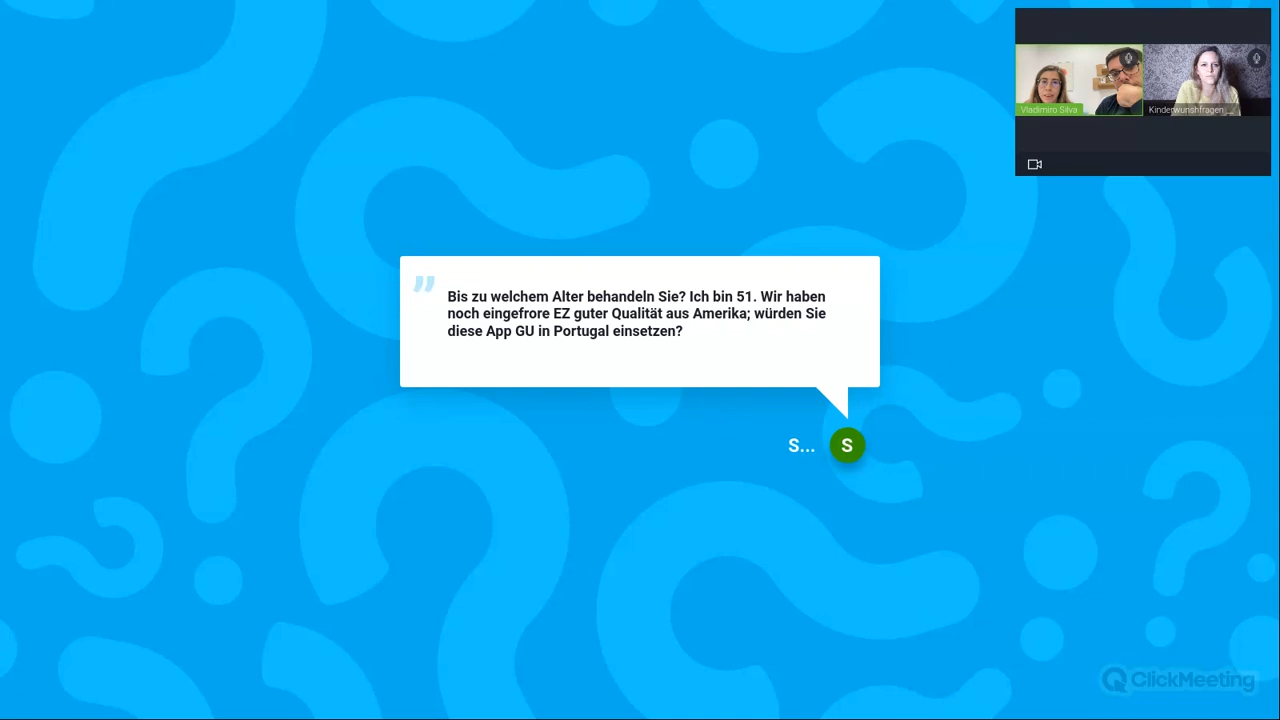 Vladimiro Silva
Kinderwunshfragen ...
Bis zu welchem Alter behandeln Sie? Ich bin 51. Wir haben
noch eingefrore EZ guter Qualität aus Amerika; würden Sie
diese App GU in Portugal einsetzen?
S...
S
ClickMeeting